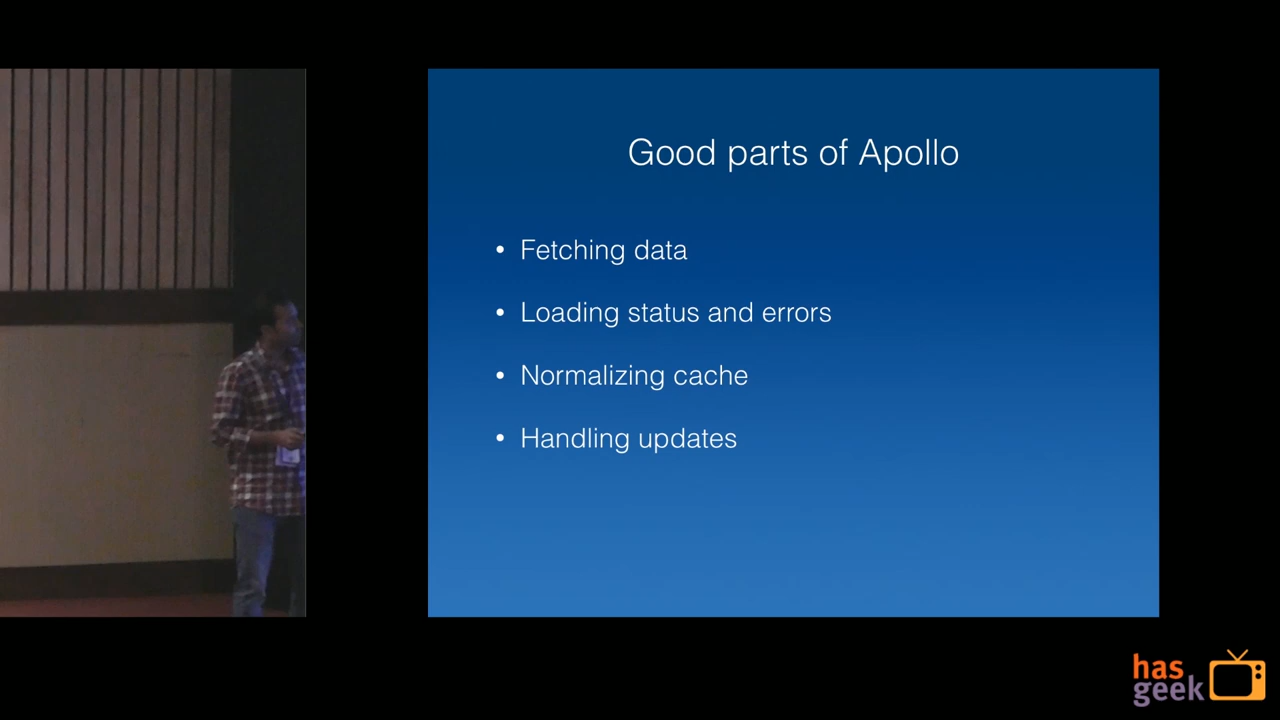 Good parts of Apollo
• Fetching data
• Loading status and errors
• Normalizing cache
• Handling updates
has
geek